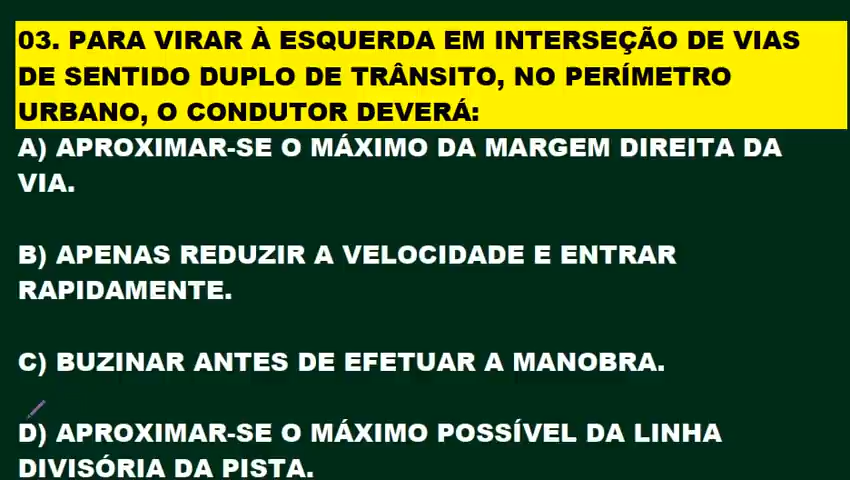 03. PARA VIRAR À ESQUERDA EM INTERSEÇÃO DE VIAS
DE SENTIDO DUPLO DE TRÂNSITO, NO PERÍMETRO
URBANO, O CONDUTOR DEVERÁ:
A) APROXIMAR-SE O MÁXIMO DA MARGEM DIREITA DA
VIA.
B) APENAS REDUZIR A VELOCIDADE E ENTRAR
RAPIDAMENTE.
C) BUZINAR ANTES DE EFETUAR A MANOBRA.
D) APROXIMAR-SE O MÁXIMO POSSÍVEL DA LINHA
DIVISÓRIA DA PISTA.